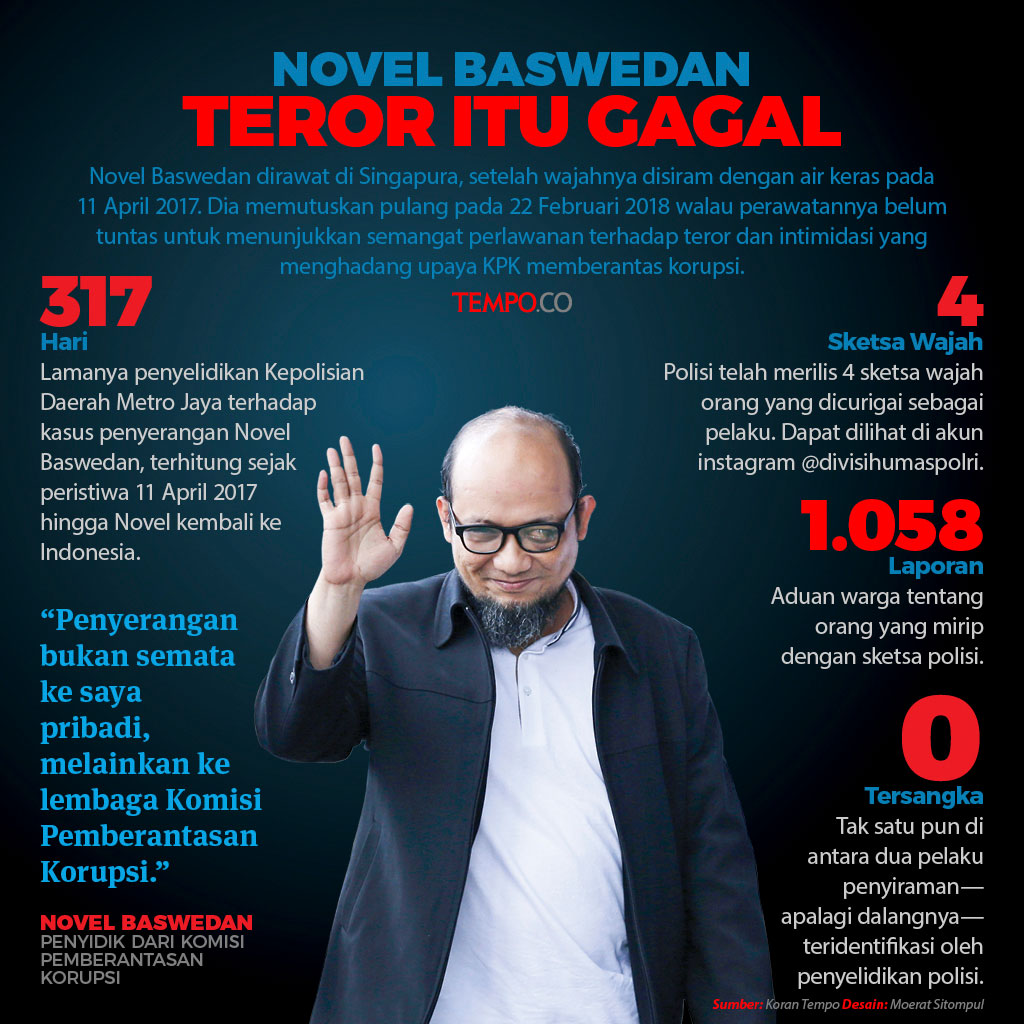 NOVEL BASWEDAN
TEROR ITU GAGAL
Novel Baswedan dirawat di Singapura, setelah wajahnya disiram dengan air keras pada
11 April 2017. Dia memutuskan pulang pada 22 Februari 2018 walau perawatannya belum
tuntas untuk menunjukkan semangat perlawanan terhadap teror dan intimidasi yang
menghadang upaya KPK memberantas korupsi.
TEMPO.CO
317
Hari
Lamanya penyelidikan Kepolisian
Daerah Metro Jaya terhadap
kasus penyerangan Novel
Baswedan, terhitung sejak
peristiwa 11 April 2017
hingga Novel kembali ke
Indonesia.
“Penyerangan
bukan semata
ke saya
pribadi,
melainkan ke
lembaga Komisi
Pemberantasan
Korupsi.”
NOVEL BASWEDAN
PENYIDIK DARI KOMISI
PEMBERANTASAN
KORUPSI
4
Sketsa Wajah
Polisi telah merilis 4 sketsa wajah
orang yang dicurigai sebagai
pelaku. Dapat dilihat di akun
instagram @divisihumaspolri.
1.058
Laporan
Aduan warga tentang
orang yang mirip
dengan sketsa polisi.
0
Tersangka
Tak satu pun di
antara dua pelaku
penyiraman—
apalagi dalangnya—
teridentifikasi oleh
penyelidikan polisi.
Sumber: Koran Tempo Desain: Moerat Sitompul